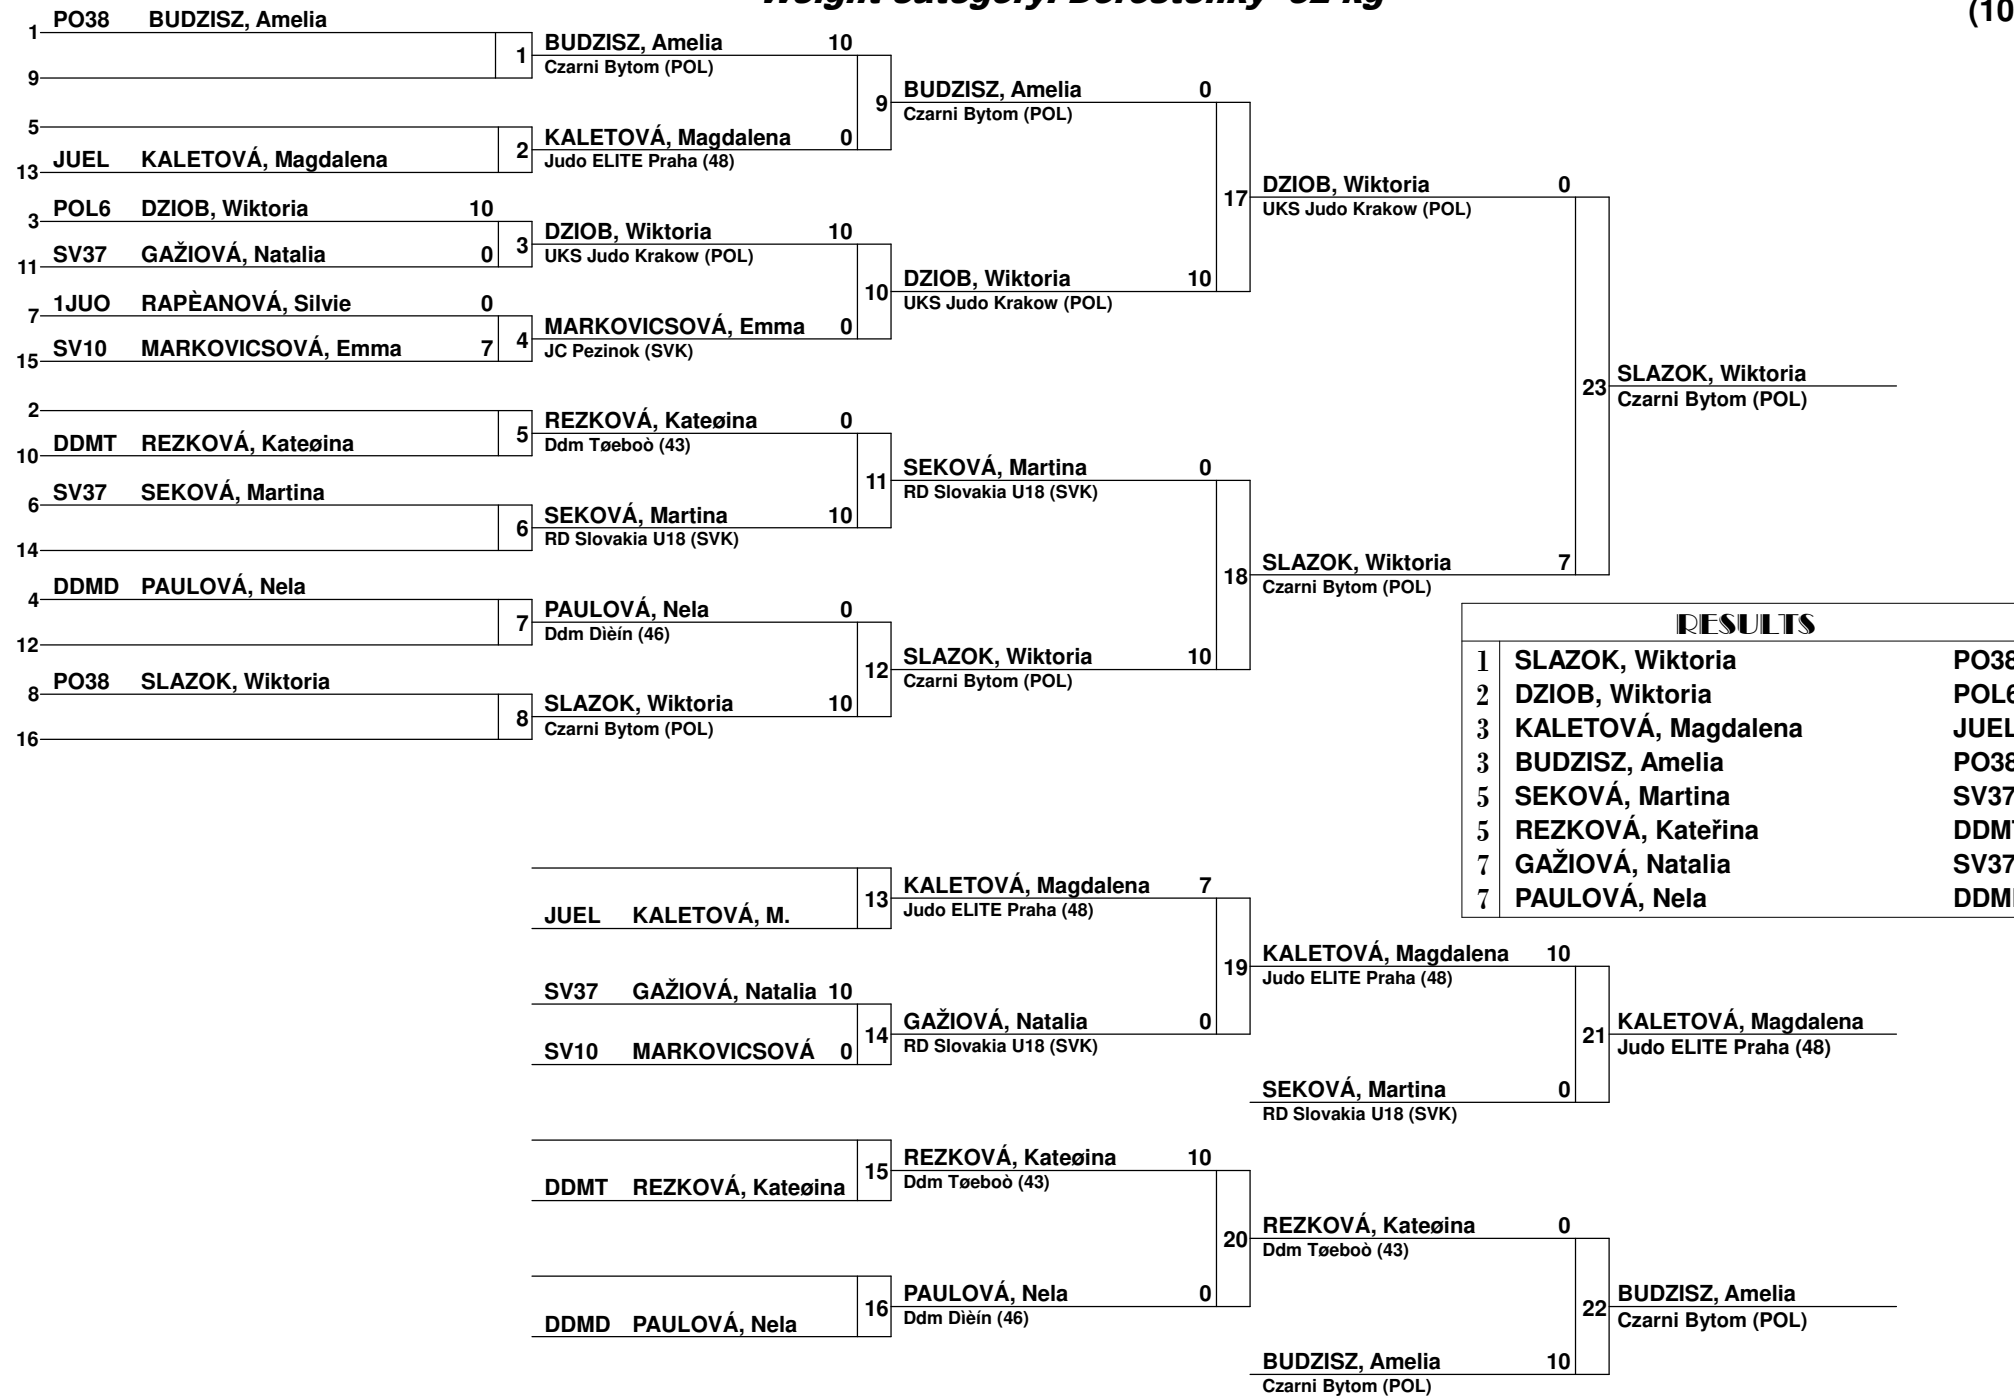 (10
1 PO38 BUDZISZ, Amelia
9
1 BUDZISZ, Amelia 10
Czarni Bytom (POL)
5
13 JUEL KALETOVÁ, Magdalena
2 KALETOVÁ, Magdalena 0
Judo ELITE Praha (48)
9 BUDZISZ, Amelia 0
Czarni Bytom (POL)
3 POL6 DZIOB, Wiktoria 10
11 SV37 GAŽIOVÁ, Natalia 0
3 DZIOB, Wiktoria 10
UKS Judo Krakow (POL)
7 1JUO RAPÈANOVÁ, Silvie 0
15 SV10 MARKOVICSOVÁ, Emma 7
4 MARKOVICSOVÁ, Emma 0
JC Pezinok (SVK)
10 DZIOB, Wiktoria 10
UKS Judo Krakow (POL)
17 DZIOB, Wiktoria 0
UKS Judo Krakow (POL)
2
10 DDMT REZKOVÁ, Kateøina
5 REZKOVÁ, Kateøina 0
Ddm Tøeboò (43)
6 SV37 SEKOVÁ, Martina
14
6 SEKOVÁ, Martina 10
RD Slovakia U18 (SVK)
11 SEKOVÁ, Martina 0
RD Slovakia U18 (SVK)
4 DDMD PAULOVÁ, Nela
12
7 PAULOVÁ, Nela 0
Ddm Dìèín (46)
8 PO38 SLAZOK, Wiktoria
16
8 SLAZOK, Wiktoria 10
Czarni Bytom (POL)
12 SLAZOK, Wiktoria 10
Czarni Bytom (POL)
18 SLAZOK, Wiktoria 7
Czarni Bytom (POL)
23 SLAZOK, Wiktoria
Czarni Bytom (POL)
RESULTS
1 SLAZOK, Wiktoria PO38
2 DZIOB, Wiktoria POL6
3 KALETOVÁ, Magdalena JUEL
3 BUDZISZ, Amelia PO38
5 SEKOVÁ, Martina SV37
5 REZKOVÁ, Kateřina DDMT
7 GAŽIOVÁ, Natalia SV37
7 PAULOVÁ, Nela DDM
JUEL KALETOVÁ, M.
13 KALETOVÁ, Magdalena 7
Judo ELITE Praha (48)
SV37 GAŽIOVÁ, Natalia 10
SV10 MARKOVICSOVÁ 0
14 GAŽIOVÁ, Natalia 0
RD Slovakia U18 (SVK)
19 KALETOVÁ, Magdalena 10
Judo ELITE Praha (48)
SEKOVÁ, Martina 0
RD Slovakia U18 (SVK)
21 KALETOVÁ, Magdalena
Judo ELITE Praha (48)
DDMT REZKOVÁ, Kateøina
15 REZKOVÁ, Kateøina 10
Ddm Tøeboò (43)
DDMD PAULOVÁ, Nela
16 PAULOVÁ, Nela 0
Ddm Dìèín (46)
20 REZKOVÁ, Kateøina 0
Ddm Tøeboò (43)
BUDZISZ, Amelia 10
Czarni Bytom (POL)
22 BUDZISZ, Amelia
Czarni Bytom (POL)